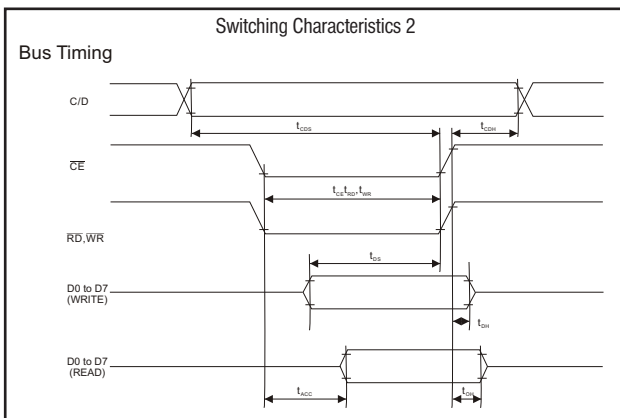 Switching Characteristics 2
Bus Timing
C/D
tCDS
tCDH
CE
tCE tRD, tWR
RD, WR
tDS
D0 to D7
(WRITE)
tDH
D0 to D7
(READ)
tACC
tOH